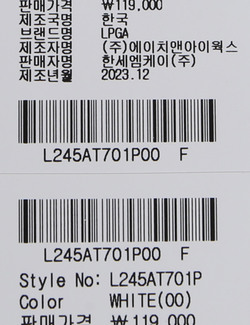 판매가격 ₩119,000
제조국명 한국
브랜드명 LPGA
제조자명 (주)에이치앤아이웍스
판매자명 한세엠케이(주)
제조년월 2023.12
L245AT701P00 F
L245AT701P00 F
Style No: L245AT701P
Color WHITE(00)
판매가격 ₩119,000